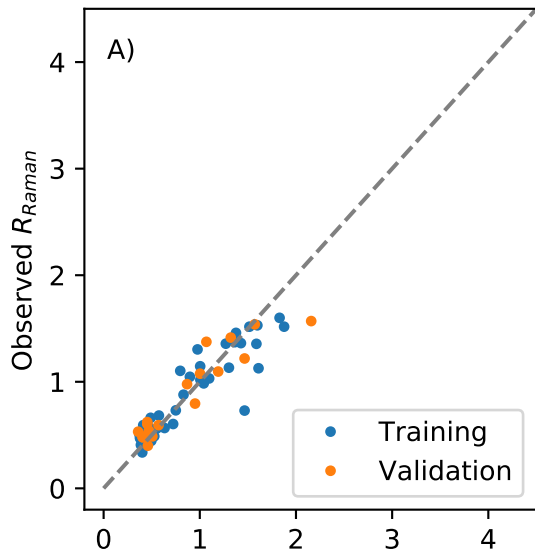 A)
Observed R_Raman
4
3
2
1
0
0 1 2 3 4
Training
Validation